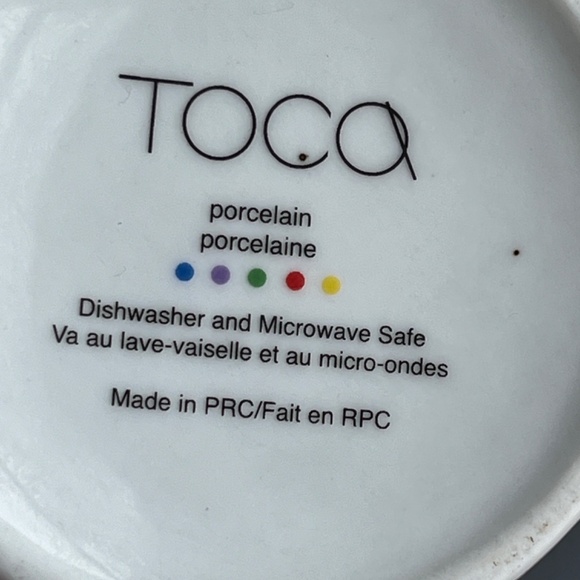 TOCA
porcelain
porcelaine
Dishwasher and Microwave Safe
Va au lave-vaiselle et au micro-ondes
Made in PRC/Fait en RPC